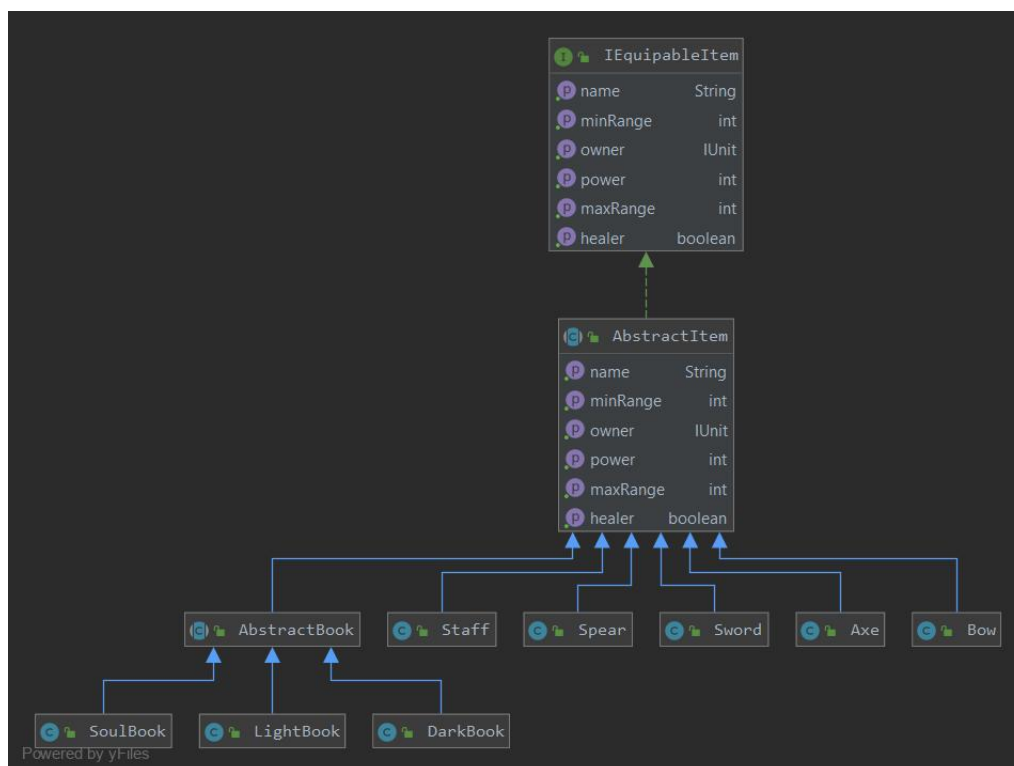 IEquipableItem
name String
minRange int
owner IUnit
power int
maxRange int
healer boolean
AbstractItem
name String
minRange int
owner IUnit
power int
maxRange int
healer boolean
AbstractBook Staff Spear Sword Axe Bow
SoulBook LightBook DarkBook
Powered by yFiles